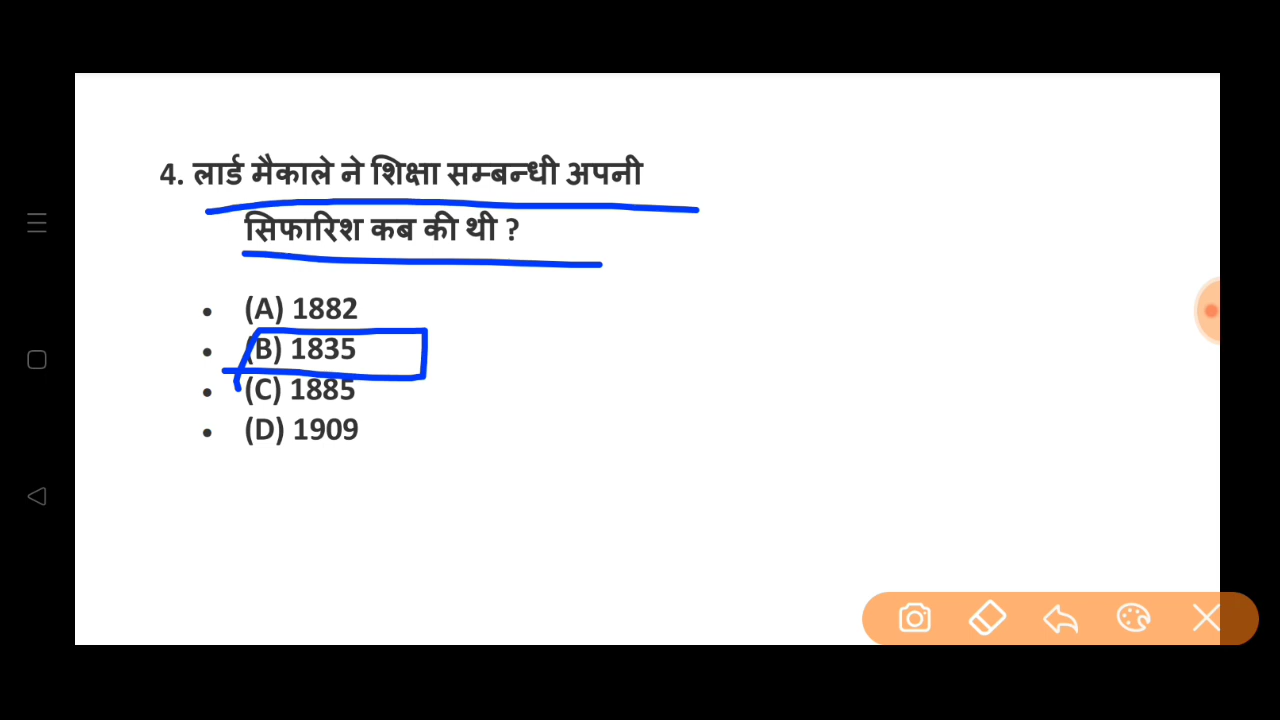 4. लार्ड मैकाले ने शिक्षा सम्बन्धी अपनी
सिफारिश कब की थी ?
• (A) 1882
• (B) 1835
• (C) 1885
• (D) 1909